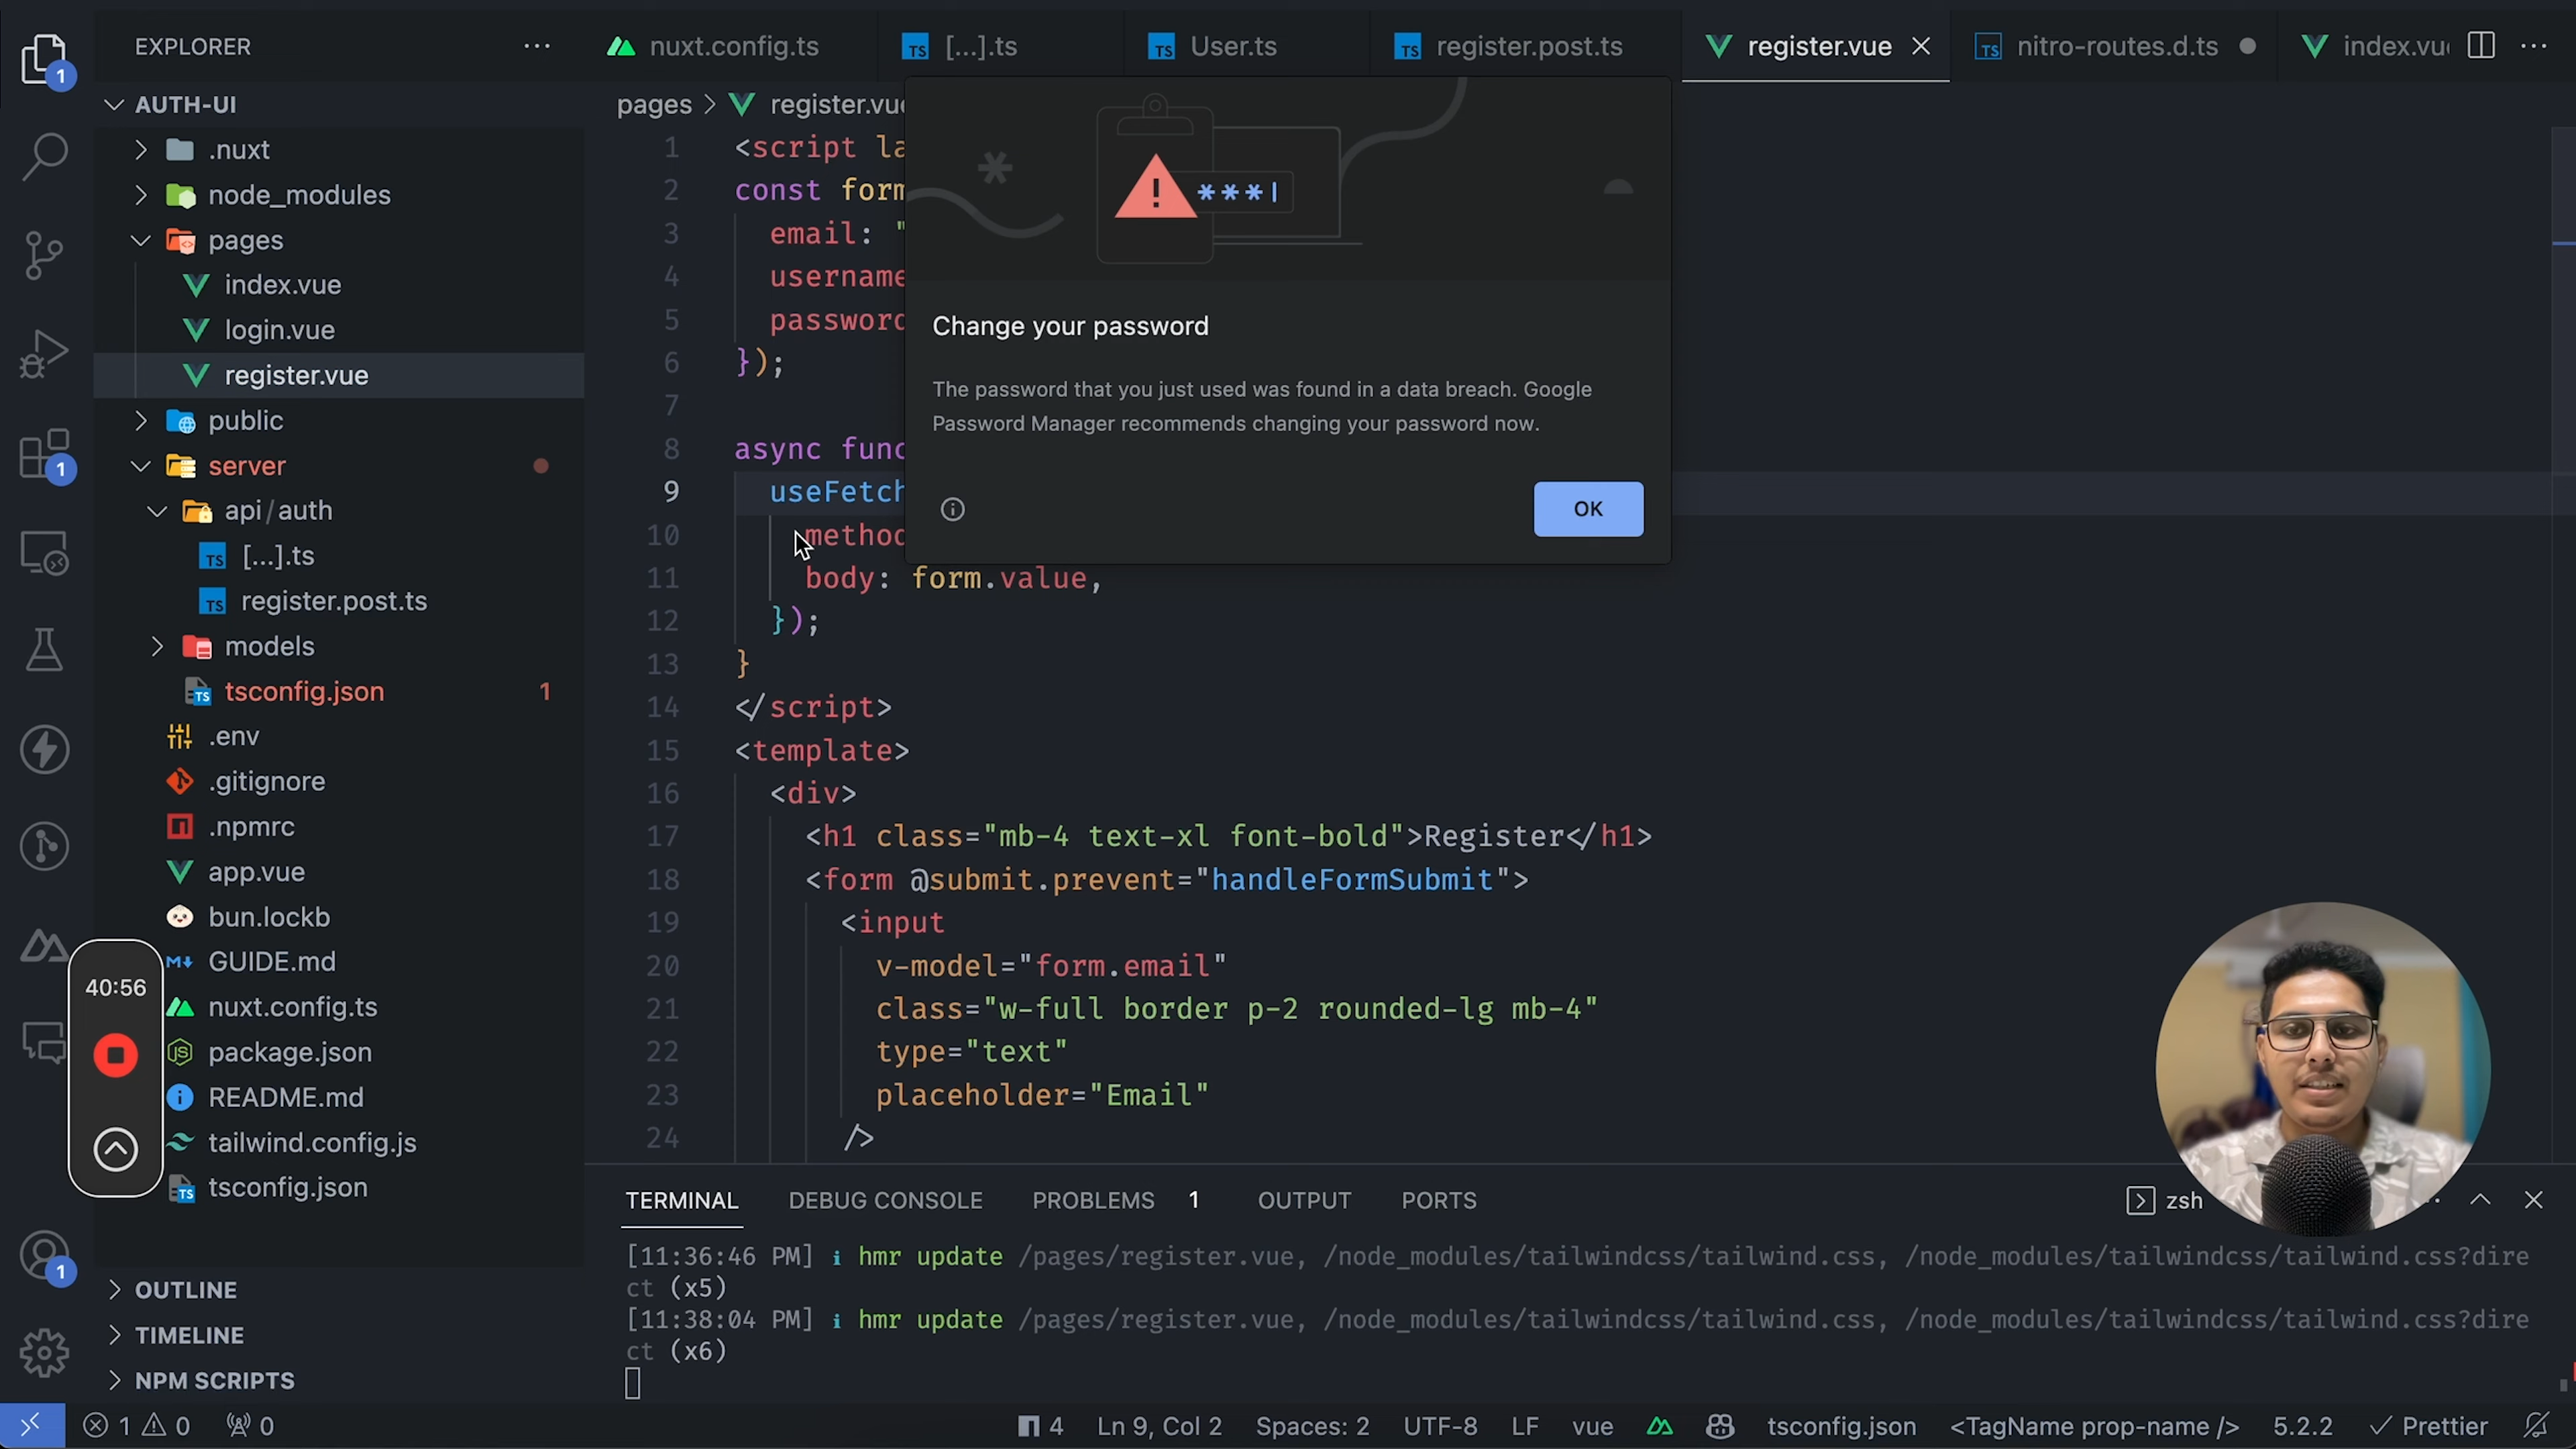 EXPLORER
nuxt.config.ts
[...].ts
User.ts
register.post.ts
register.vue
nitro-routes.d.ts
AUTH-UI
.nuxt
node_modules
pages
index.vue
login.vue
register.vue
public
server
api/auth
[...].ts
register.post.ts
models
tsconfig.json 1
.env
.gitignore
.npmrc
app.vue
bun.lockb
GUIDE.md
nuxt.config.ts
package.json
README.md
tailwind.config.js
tsconfig.json
OUTLINE
TIMELINE
NPM SCRIPTS
1
1
1
40:56
pages >
1 <script
2 const form
3 email: "
4 username
5 password
6 });
7
8 async
9 useFetch
10 method
11 body: form.value,
12 });
13 }
14 </script>
15 <template>
16 <div>
17 <h1 class="mb-4 text-xl font-bold">Register</h1>
18 <form @submit.prevent="handleFormSubmit">
19 <input
20 v-model="form.email"
21 class="w-full border p-2 rounded-lg mb-4"
22 type="text"
23 placeholder="Email"
24 />
***|
Change your password
The password that you just used was found in a data breach. Google
Password Manager recommends changing your password now.
OK
TERMINAL DEBUG CONSOLE PROBLEMS 1 OUTPUT PORTS
zsh
[11:36:46 PM] i hmr update /pages/register.vue, /node_modules/tailwindcss/tailwind.css, /node_modules/tailwindcss/tailwind.css?dire
ct (x5)
[11:38:04 PM] i hmr update /pages/register.vue, /node_modules/tailwindcss/tailwind.css, /node_modules/tailwindcss/tailwind.css?dire
ct (x6)
1 0 0
4 Ln 9, Col 2 Spaces: 2 UTF-8 LF vue tsconfig.json <TagName prop-name /> 5.2.2 Prettier